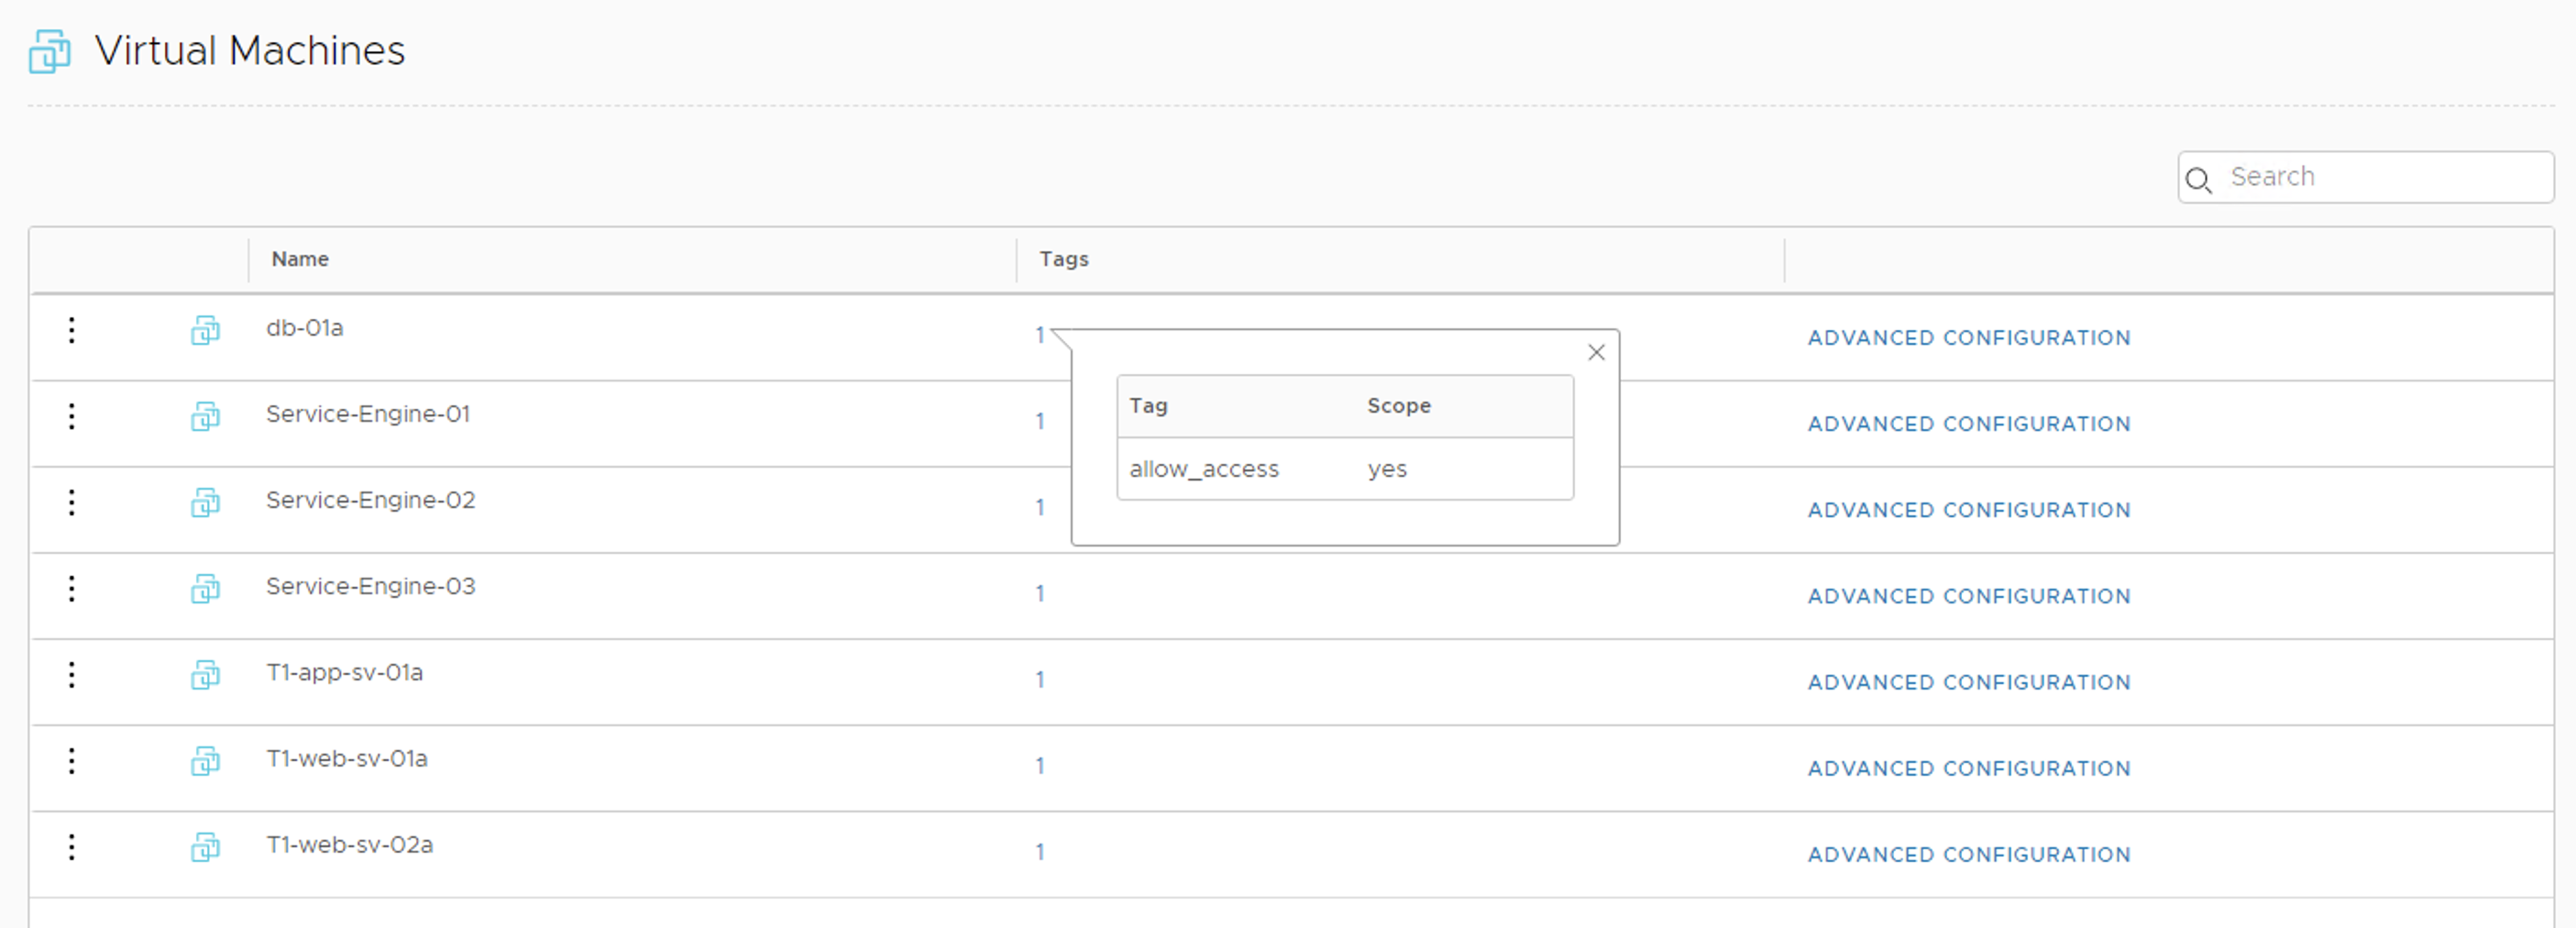 Virtual Machines
Search
Name Tags
db-01a 1 ADVANCED CONFIGURATION
Tag Scope
allow_access yes
Service-Engine-01 1 ADVANCED CONFIGURATION
Service-Engine-02 1 ADVANCED CONFIGURATION
Service-Engine-03 1 ADVANCED CONFIGURATION
T1-app-sv-01a 1 ADVANCED CONFIGURATION
T1-web-sv-01a 1 ADVANCED CONFIGURATION
T1-web-sv-02a 1 ADVANCED CONFIGURATION